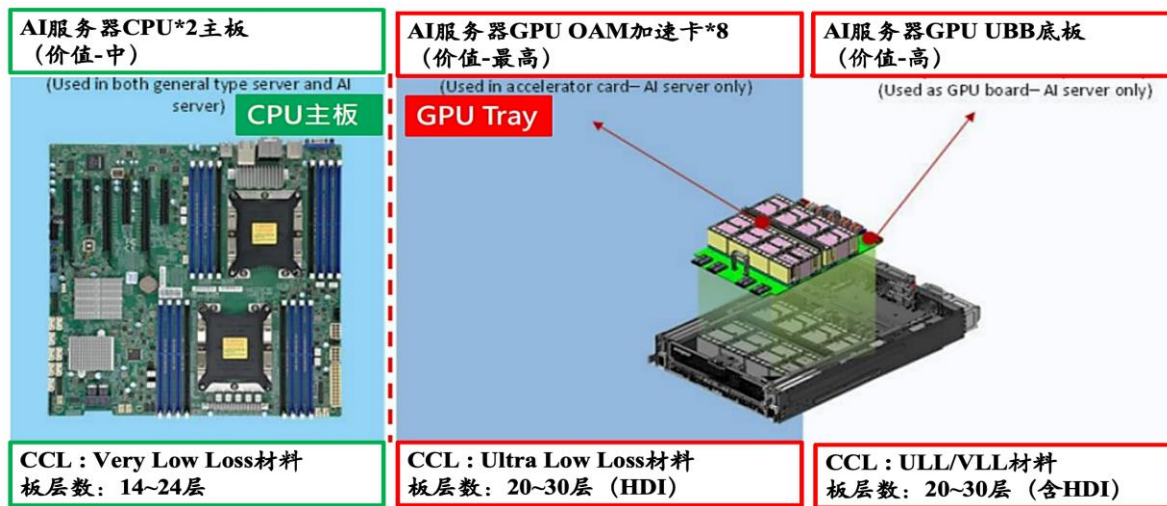 AI服务器CPU*2主板
（价值-中）
AI服务器GPU OAM加速卡*8
（价值-最高）
AI服务器GPU UBB底板
（价值-高）
(Used in both general type server and AI
server)
CPU主板
(Used in accelerator card– AI server only)
GPU Tray
(Used as GPU board– AI server only)
CCL : Very Low Loss材料
板层数：14~24层
CCL : Ultra Low Loss材料
板层数：20~30层（HDI）
CCL : ULL/VLL材料
板层数：20~30层（含HDI）